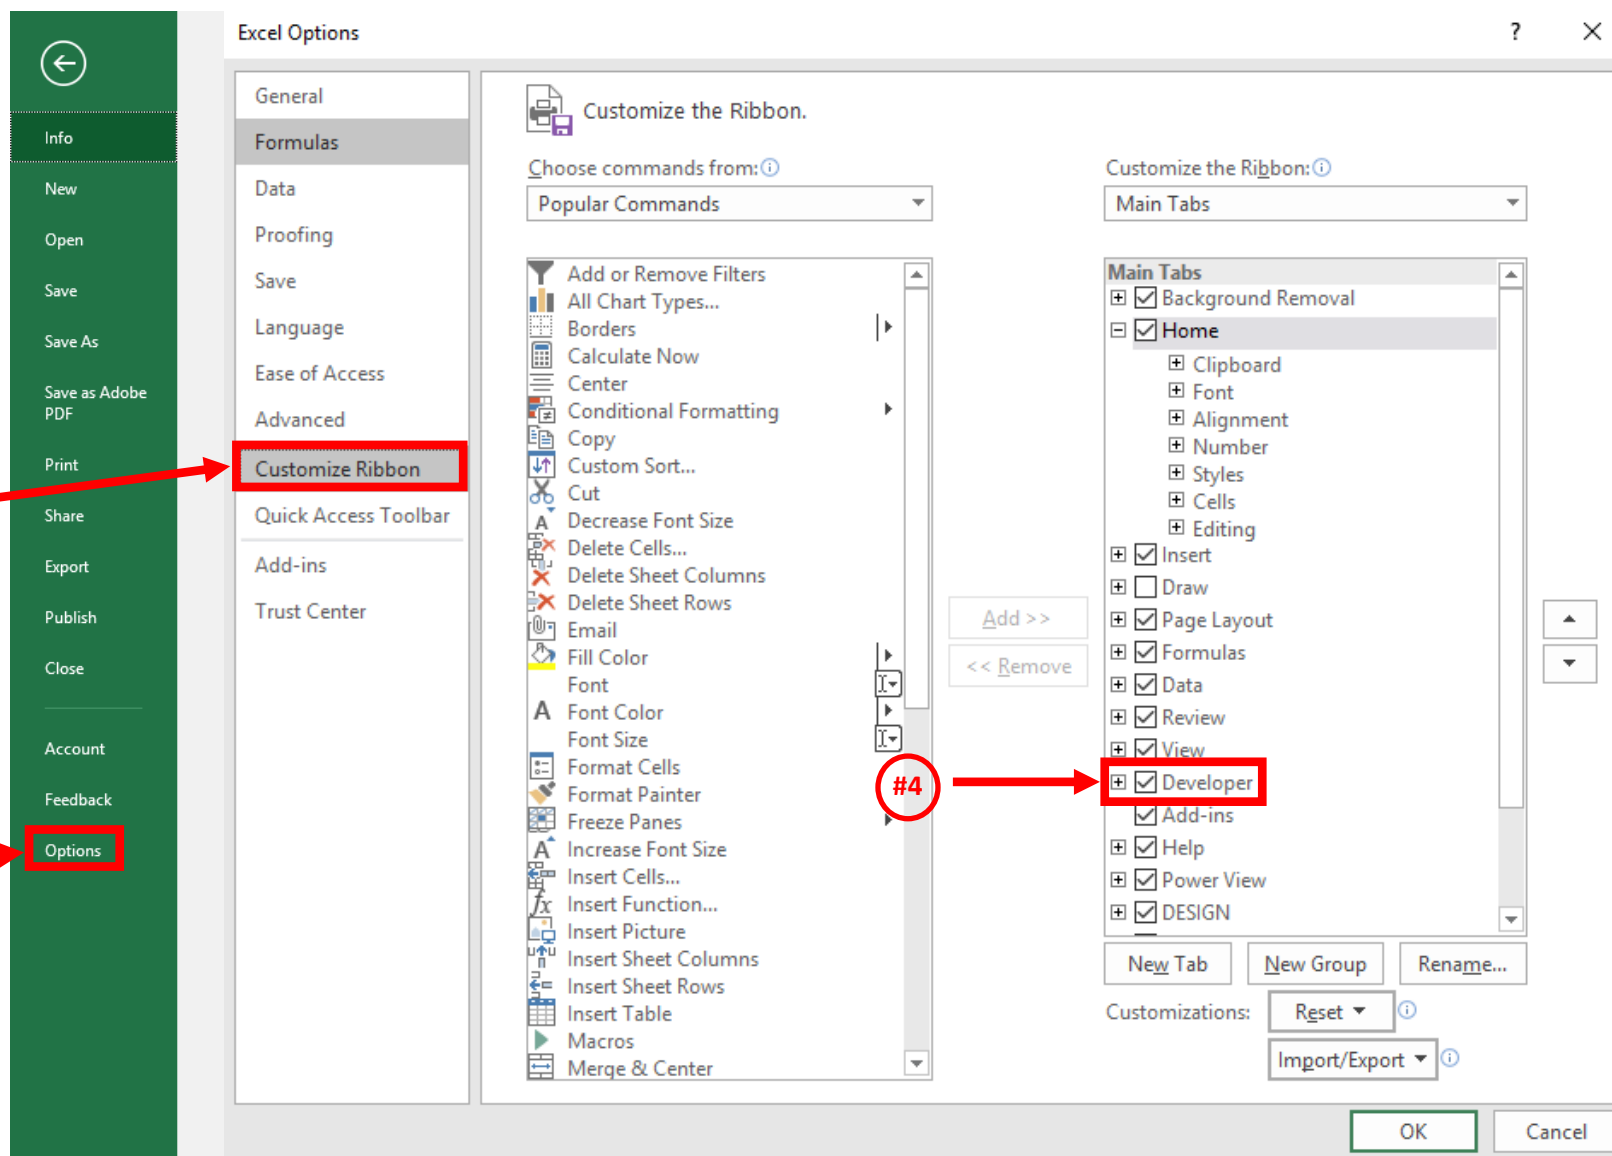 Info
New
Open
Save
Save As
Save as Adobe
PDF
Print
Share
Export
Publish
Close
Account
Feedback
Options
Excel Options
?
General
Formulas
Data
Proofing
Save
Language
Ease of Access
Advanced
Customize Ribbon
Quick Access Toolbar
Add-ins
Trust Center
Customize the Ribbon.
Choose commands from:
Popular Commands
Add or Remove Filters
All Chart Types...
Borders
Calculate Now
Center
Conditional Formatting
Copy
Custom Sort...
Cut
Decrease Font Size
Delete Cells...
Delete Sheet Columns
Delete Sheet Rows
Email
Fill Color
Font
Font Color
Font Size
Format Cells
Format Painter
Freeze Panes
Increase Font Size
Insert Cells...
Insert Function...
Insert Picture
Insert Sheet Columns
Insert Sheet Rows
Insert Table
Macros
Merge & Center
Add >>
<< Remove
#4
Customize the Ribbon:
Main Tabs
Main Tabs
Background Removal
Home
Clipboard
Font
Alignment
Number
Styles
Cells
Editing
Insert
Draw
Page Layout
Formulas
Data
Review
View
Developer
Add-ins
Help
Power View
DESIGN
New Tab
New Group
Rename...
Customizations:
Reset
Import/Export
OK
Cancel